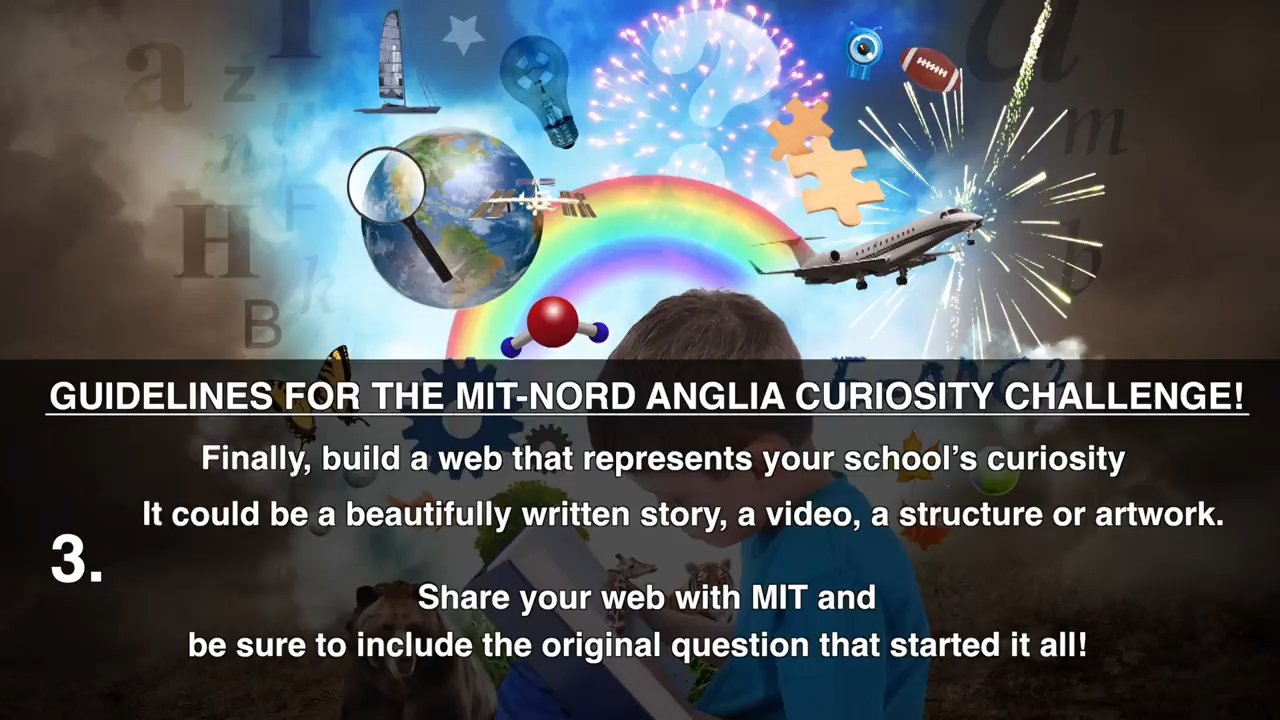 GUIDELINES FOR THE MIT-NORD ANGLIA CURIOSITY CHALLENGE!
Finally, build a web that represents your school’s curiosity
It could be a beautifully written story, a video, a structure or artwork.
3.
Share your web with MIT and
be sure to include the original question that started it all!
a
z
n
H
F
k
B
?
a
m
b